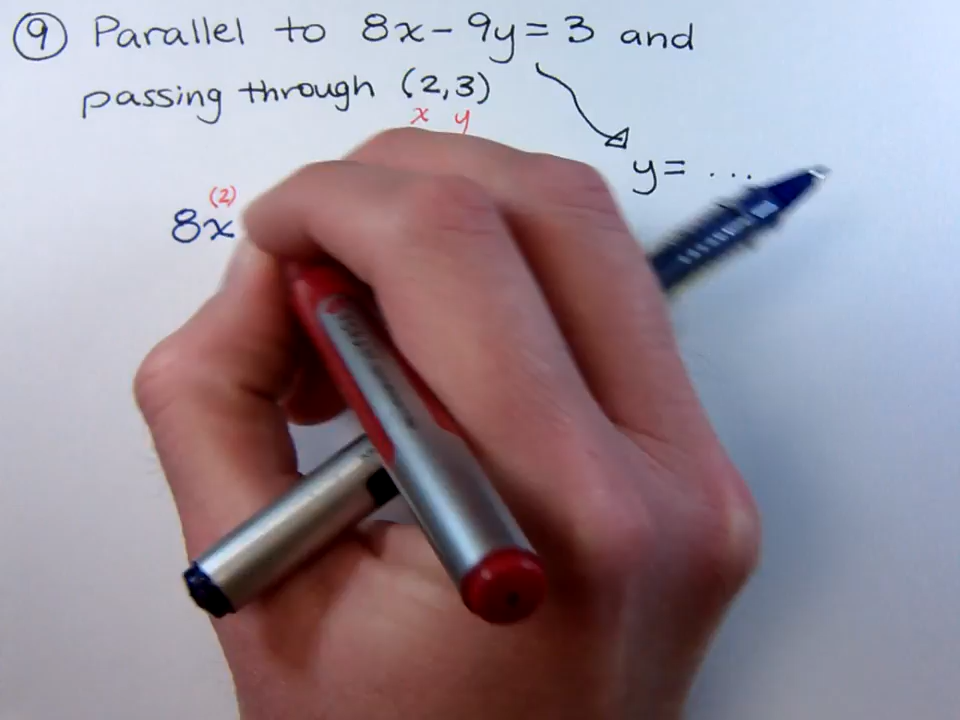 ⑨ Parallel to 8x - 9y = 3 and
passing through (2,3)
x y
y = ...
(2)
8x